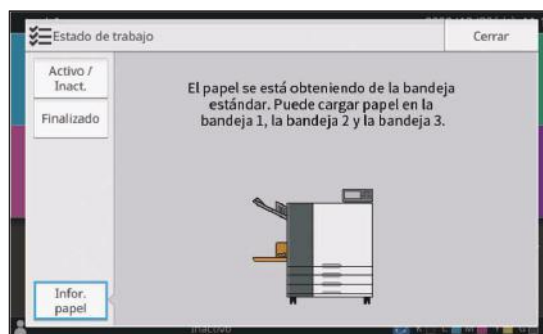 Estado de trabajo
Cerrar
Activo /
Inact.
Finalizado
El papel se está obteniendo de la bandeja
estándar. Puede cargar papel en la
bandeja 1, la bandeja 2 y la bandeja 3.
Infor.
papel
Inactivo
K
M
Y
G